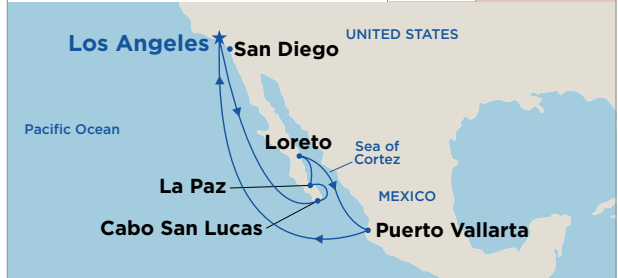 UNITED STATES
Los Angeles
San Diego
Pacific Ocean
Loreto
Sea of
Cortez
La Paz
MEXICO
Cabo San Lucas
Puerto Vallarta